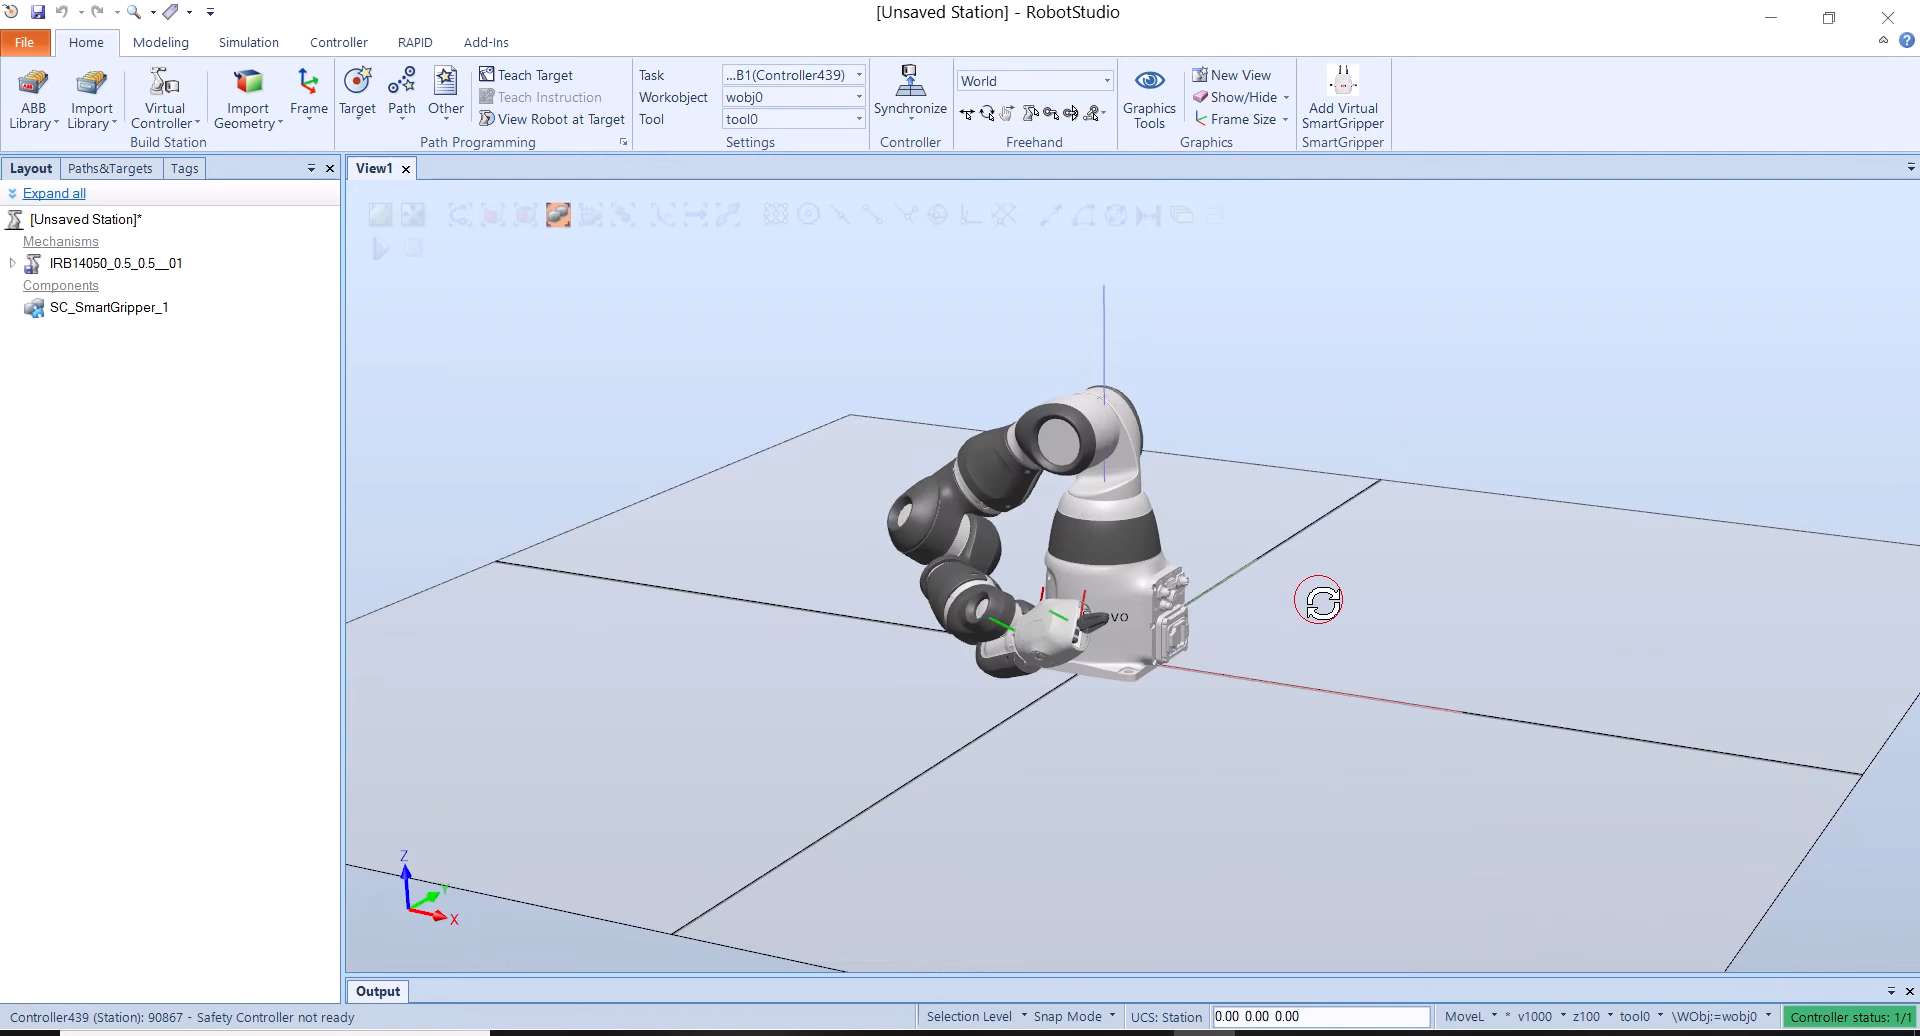 [Unsaved Station] - RobotStudio
File Home Modeling Simulation Controller RAPID Add-Ins
ABB Library
Import Library
Virtual Controller
Import Geometry
Frame
Build Station
Target
Path
Other
Teach Target
Teach Instruction
View Robot at Target
Path Programming
Task ...B1(Controller439)
Workobject wobj0
Tool tool0
Settings
Synchronize
Controller
World
Freehand
Graphics Tools
New View
Show/Hide
Frame Size
Graphics
Add Virtual SmartGripper
SmartGripper
Layout Paths&Targets Tags
Expand all
[Unsaved Station]*
Mechanisms
IRB14050_0.5_0.5__01
Components
SC_SmartGripper_1
View1
Z
Y
X
Output
Controller439 (Station): 90867 - Safety Controller not ready
Selection Level Snap Mode UCS: Station 0.00 0.00 0.00 MoveL * v1000 z100 tool0 \WObj:=wobj0 Controller status: 1/1